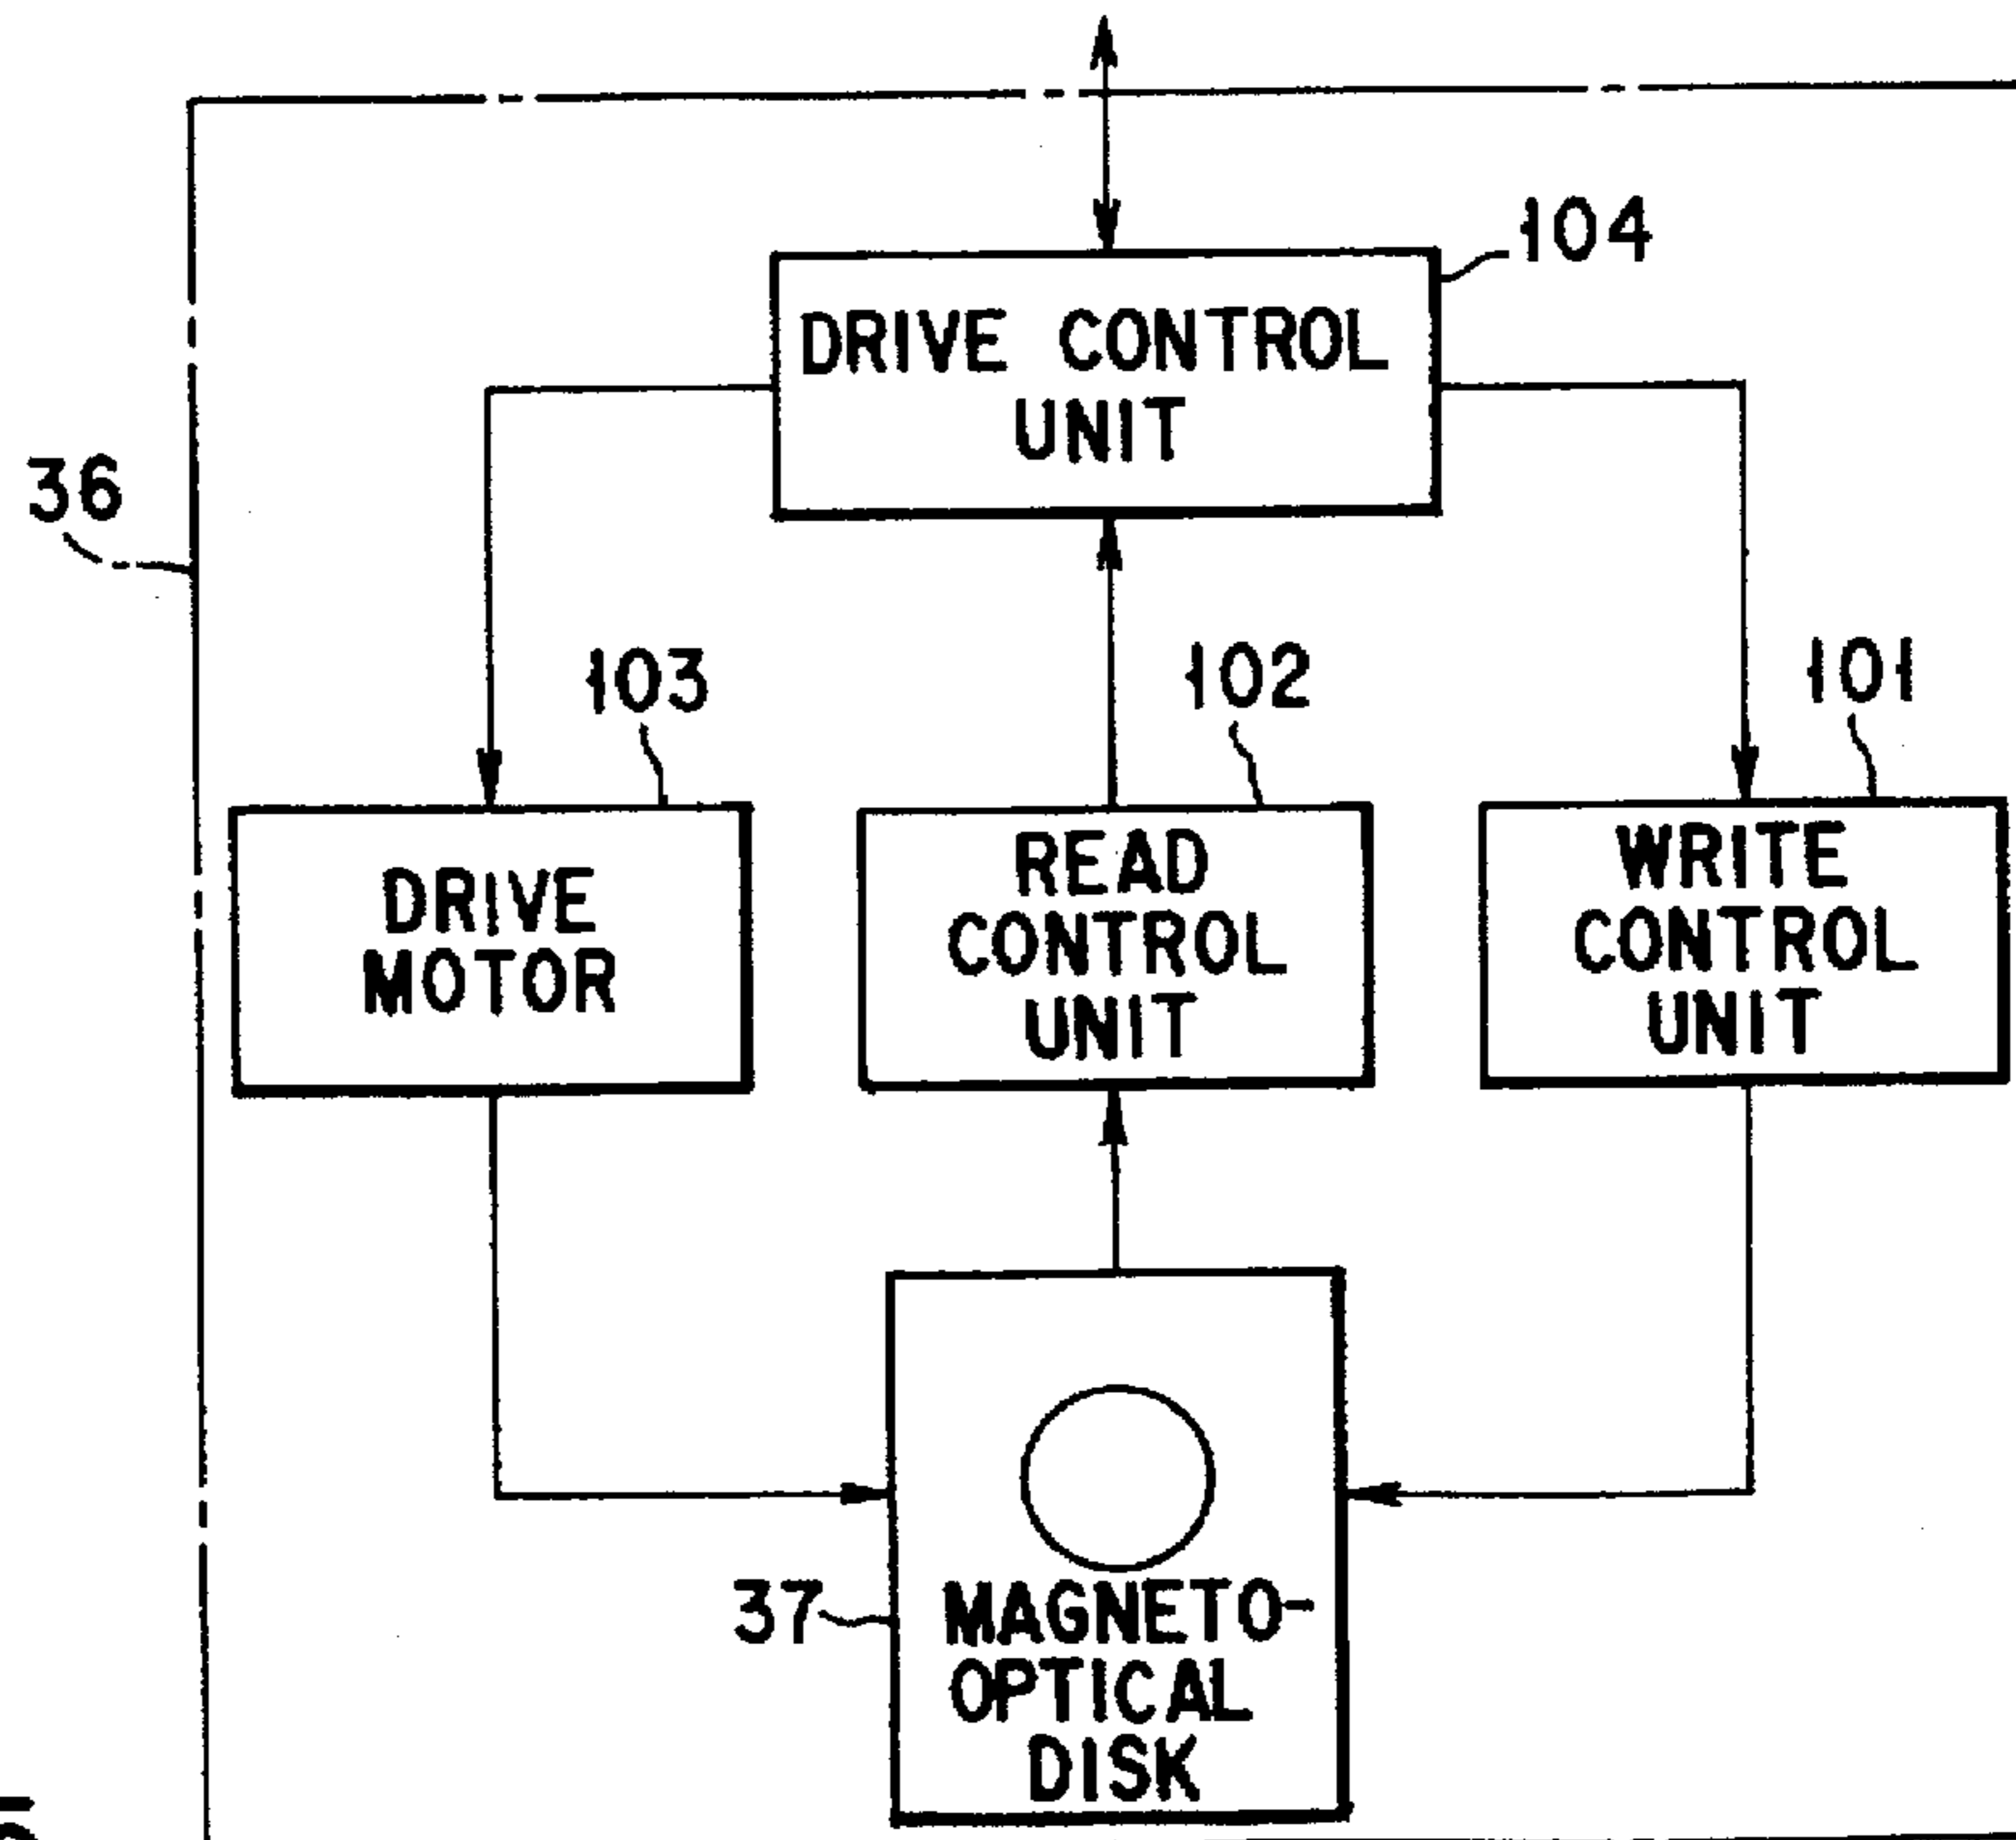 104
DRIVE CONTROL
UNIT
36
103
102
101
DRIVE
MOTOR
READ
CONTROL
UNIT
WRITE
CONTROL
UNIT
37
MAGNETO-
OPTICAL
DISK